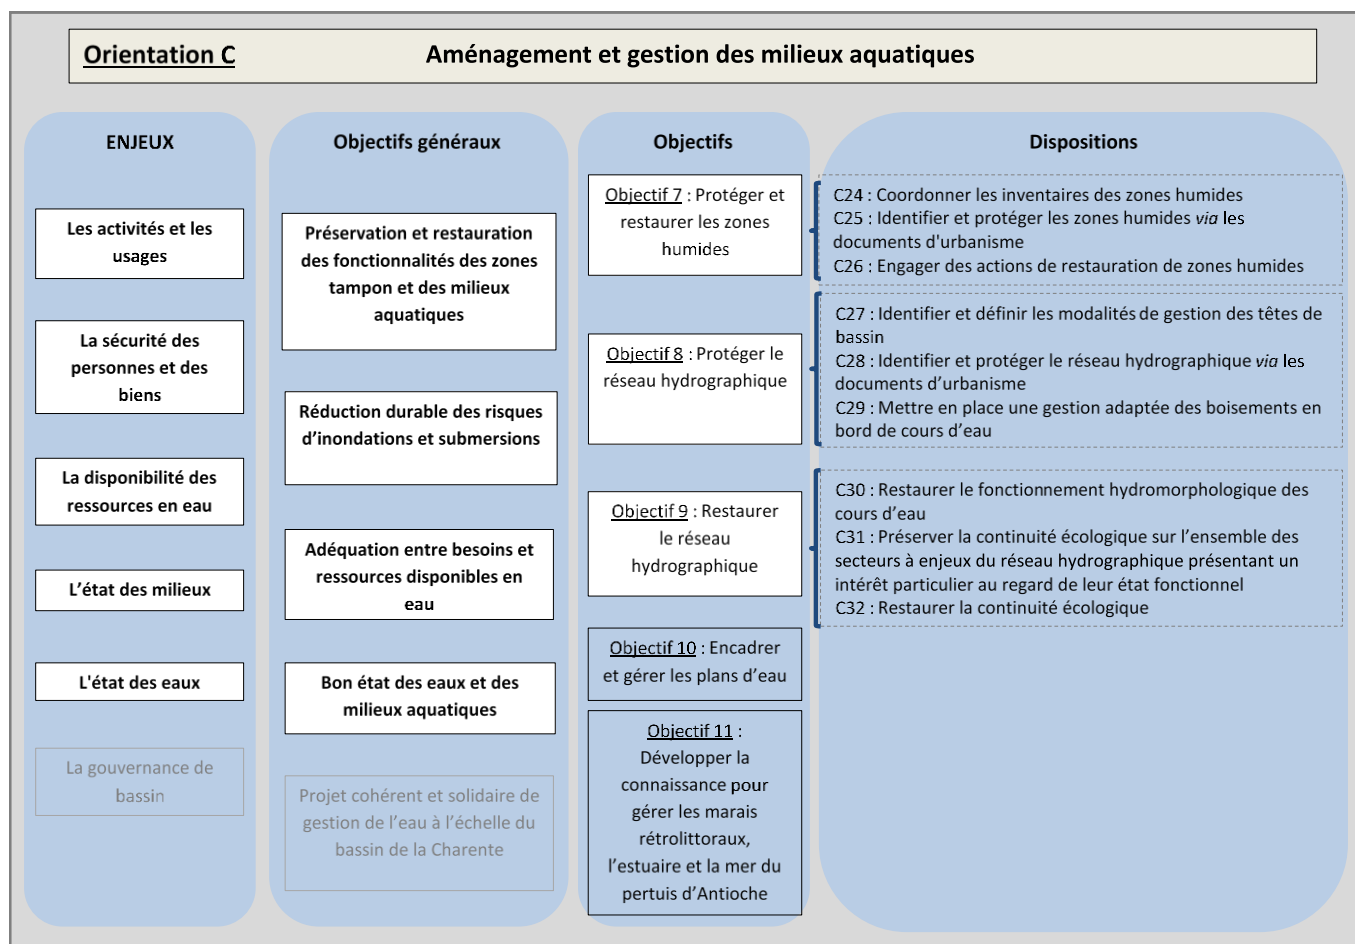 Orientation C
Aménagement et gestion des milieux aquatiques
ENJEUX
Les activités et les
usages
La sécurité des
personnes et des
biens
La disponibilité des
ressources en eau
L’état des milieux
L'état des eaux
La gouvernance de
bassin
Objectifs généraux
Préservation et restauration
des fonctionnalités des zones
tampon et des milieux
aquatiques
Réduction durable des risques
d’inondations et submersions
Adéquation entre besoins et
ressources disponibles en
eau
Bon état des eaux et des
milieux aquatiques
Projet cohérent et solidaire de
gestion de l’eau à l’échelle du
bassin de la Charente
Objectifs
Objectif 7 : Protéger et
restaurer les zones
humides
Objectif 8 : Protéger le
réseau hydrographique
Objectif 9 : Restaurer
le réseau
hydrographique
Objectif 10 : Encadrer
et gérer les plans d’eau
Objectif 11 :
Développer la
connaissance pour
gérer les marais
rétrolittoraux,
l’estuaire et la mer du
pertuis d’Antioche
Dispositions
C24 : Coordonner les inventaires des zones humides
C25 : Identifier et protéger les zones humides via les
documents d'urbanisme
C26 : Engager des actions de restauration de zones humides
C27 : Identifier et définir les modalités de gestion des têtes de
bassin
C28 : Identifier et protéger le réseau hydrographique via les
documents d’urbanisme
C29 : Mettre en place une gestion adaptée des boisements en
bord de cours d’eau
C30 : Restaurer le fonctionnement hydromorphologique des
cours d’eau
C31 : Préserver la continuité écologique sur l’ensemble des
secteurs à enjeux du réseau hydrographique présentant un
intérêt particulier au regard de leur état fonctionnel
C32 : Restaurer la continuité écologique